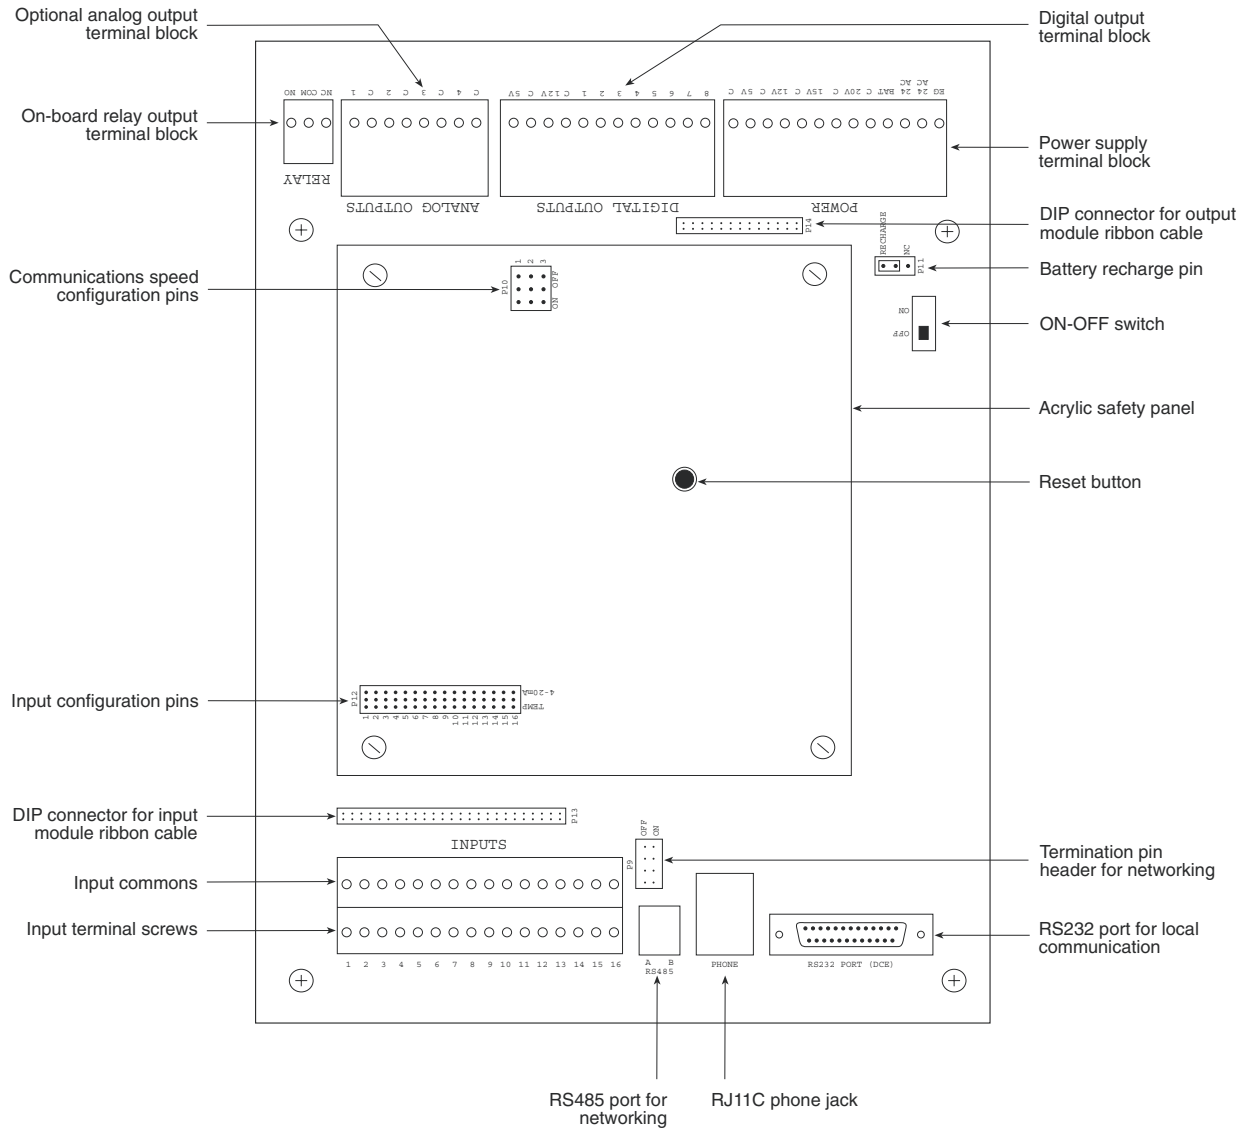 Optional analog output
terminal block
Digital output
terminal block
NO COM NC
1 C 2 C 3 C 4 C
5V C 12V C 1 2 3 4 5 6 7 8
C 5V C 12V C 15V C 20V C BAT 24 AC 24 AC EG
On-board relay output
terminal block
Power supply
terminal block
RELAY
ANALOG OUTPUTS
DIGITAL OUTPUTS
POWER
P14
DIP connector for output
module ribbon cable
RECHARGE
NC
P11
Battery recharge pin
Communications speed
configuration pins
P10
1 2 3
OFF
ON
ON
OFF
ON-OFF switch
Acrylic safety panel
Reset button
Input configuration pins
P12
4-20mA
TEMP
1 2 3 4 5 6 7 8 9 10 11 12 13 14 15 16
DIP connector for input
module ribbon cable
P13
INPUTS
OFF
ON
P9
Termination pin
header for networking
Input commons
Input terminal screws
RS232 port for local
communication
1 2 3 4 5 6 7 8 9 10 11 12 13 14 15 16
A B
RS485
PHONE
RS232 PORT (DCE)
RS485 port for
networking
RJ11C phone jack